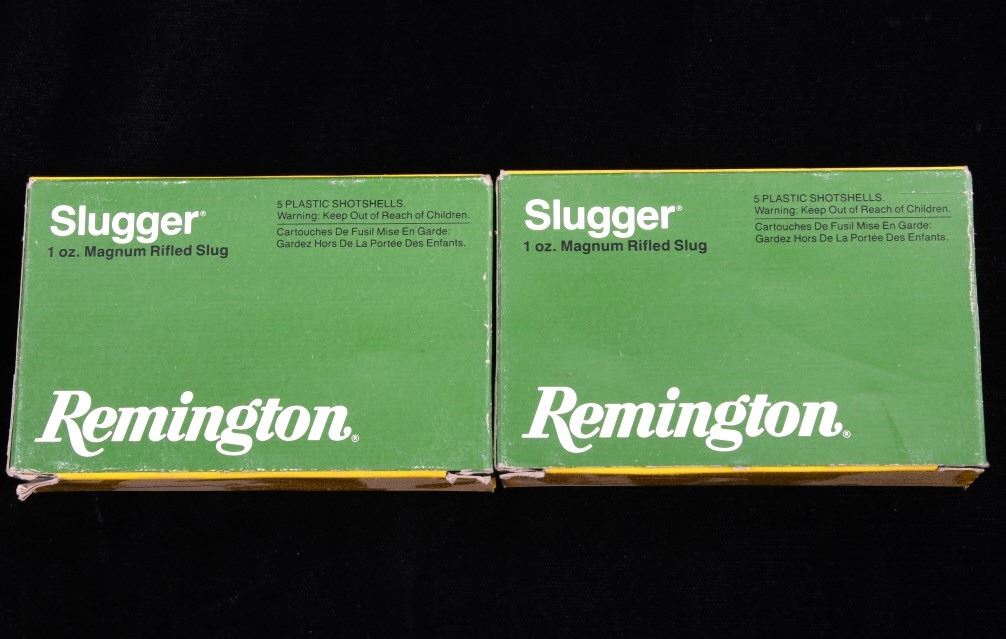 Slugger®
1 oz. Magnum Rifled Slug
5 PLASTIC SHOTSHELLS.
Warning: Keep Out of Reach of Children.
Cartouches De Fusil Mise En Garde:
Gardez Hors De La Portée Des Enfants.
Remington®
Slugger®
1 oz. Magnum Rifled Slug
5 PLASTIC SHOTSHELLS.
Warning: Keep Out of Reach of Children.
Cartouches De Fusil Mise En Garde:
Gardez Hors De La Portée Des Enfants.
Remington®